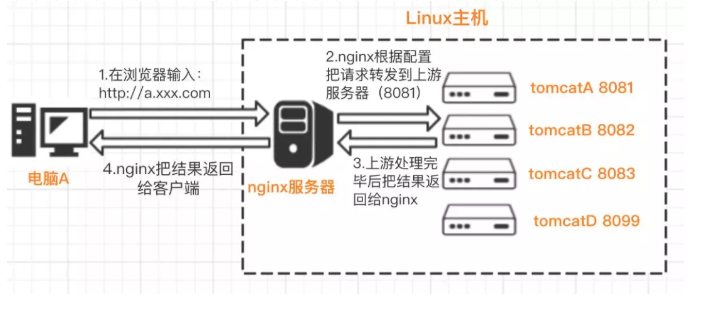 Linux主机
1.在浏览器输入：
http://a.xxx.com
2.nginx根据配置
把请求转发到上游
服务器（8081）
tomcatA 8081
tomcatB 8082
tomcatC 8083
tomcatD 8099
3.上游处理完
毕后把结果返
回给nginx
4.nginx把结果返回
给客户端
电脑A
nginx服务器